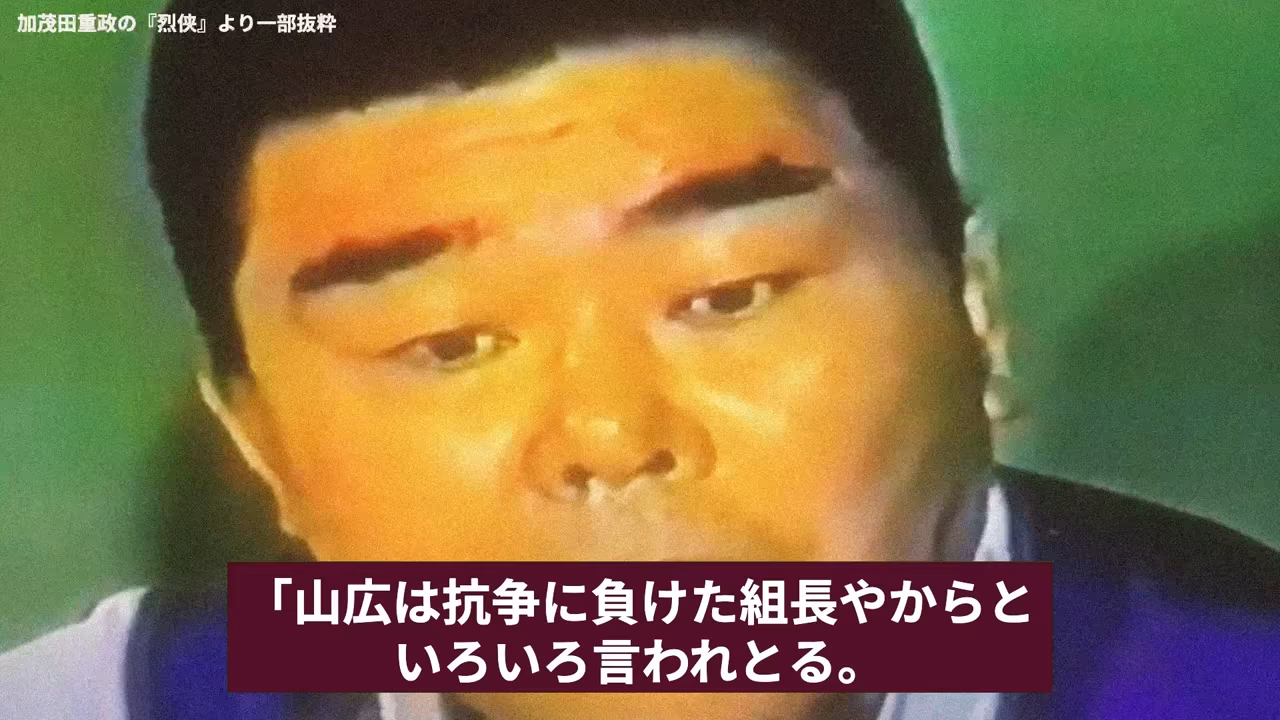 加茂田重政の『烈侠』より一部抜粋
「山広は抗争に負けた組長やからと
いろいろ言われとる。